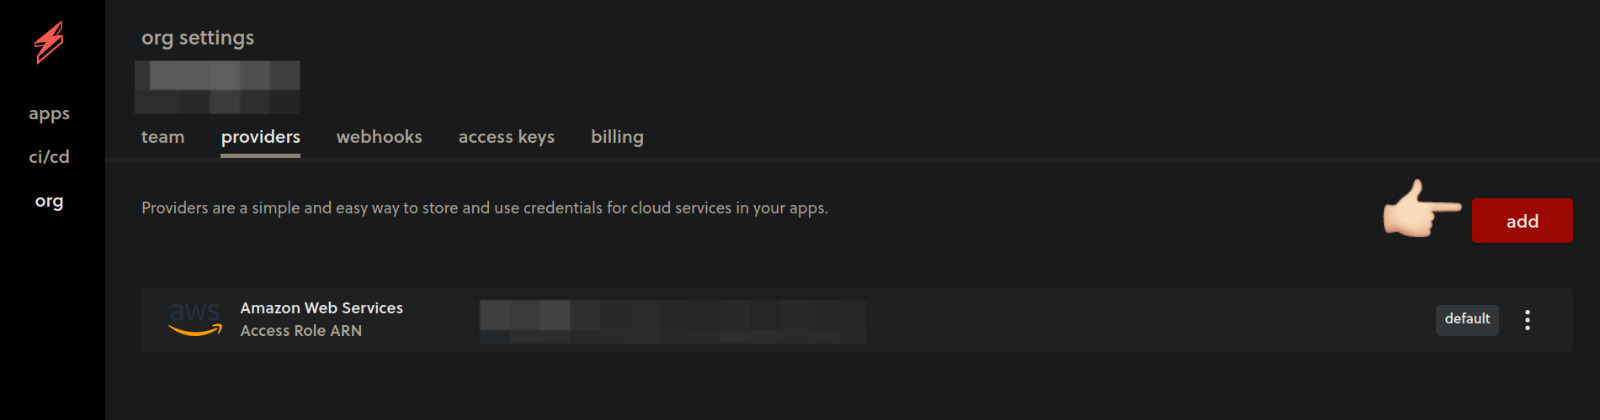 org settings
apps
ci/cd
org
team providers webhooks access keys billing
Providers are a simple and easy way to store and use credentials for cloud services in your apps.
add
aws
Amazon Web Services
Access Role ARN
default